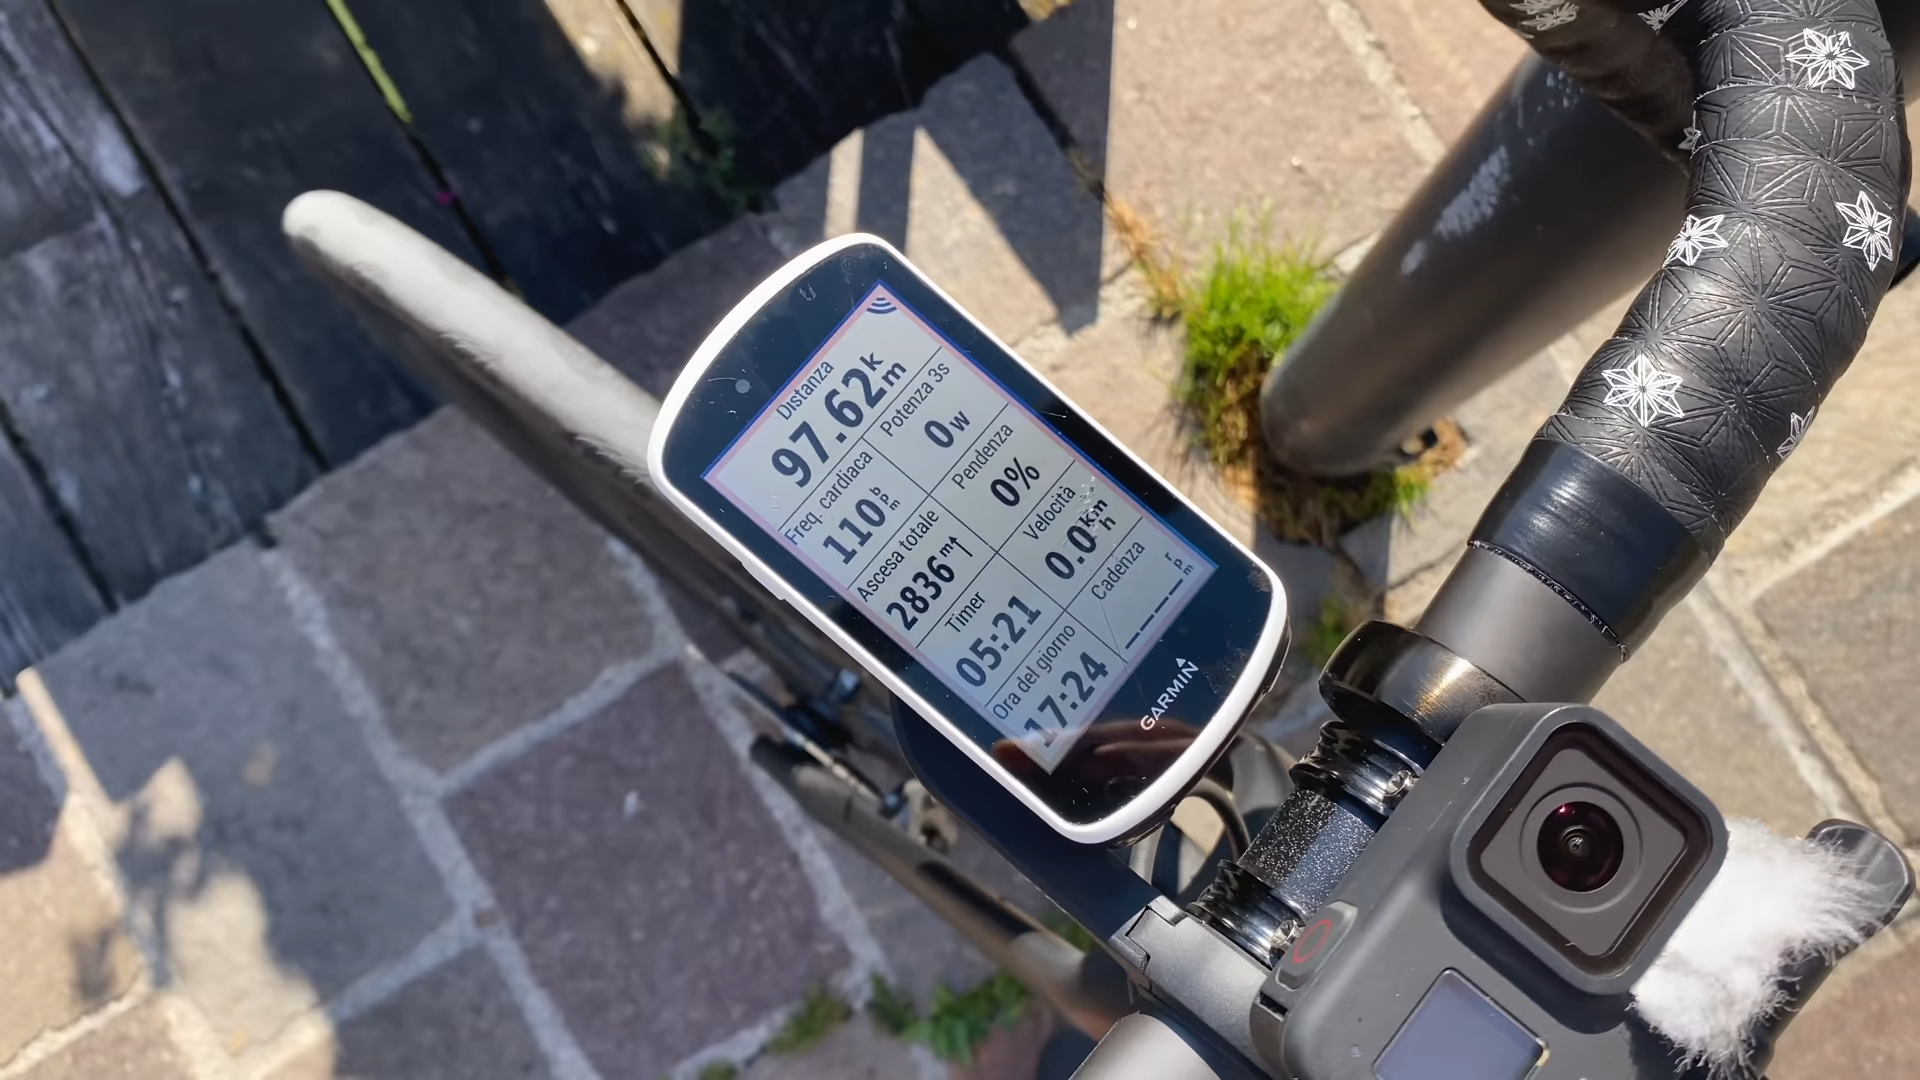 Distanza
97.62 km
Freq. cardiaca
110 bpm
Potenza 3s
0 w
Ascesa totale
2836 m
Pendenza
0%
Timer
05:21
Velocità
0.0 km h
Ora del giorno
17:24
Cadenza
___ rpm
GARMIN